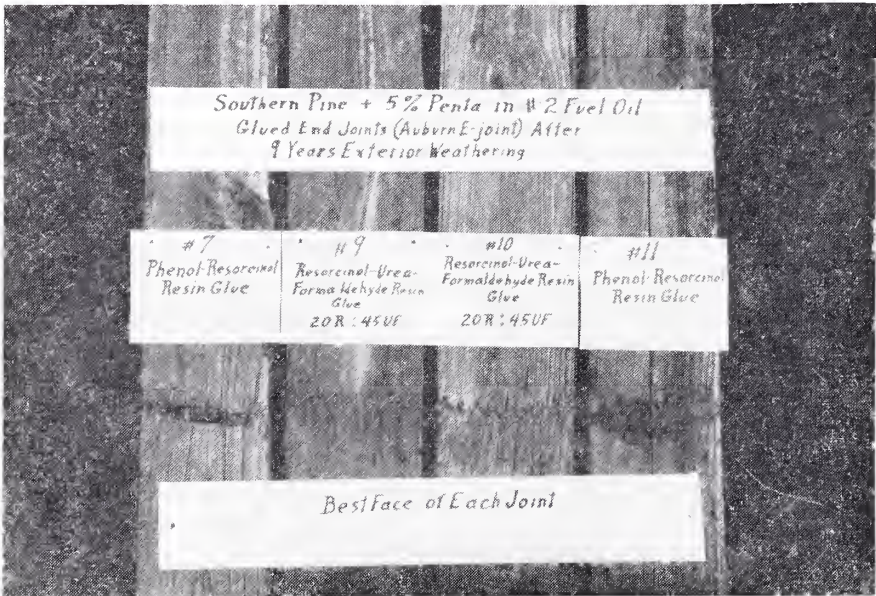 Southern Pine + 5% Penta in #2 Fuel Oil
Glued End Joints (Auburn E-joint) After
9 Years Exterior Weathering
#7
Phenol-Resorcinol
Resin Glue
#9
Resorcinol-Urea-
Formaldehyde Resin
Glue
20R:45UF
#10
Resorcinol-Urea-
Formaldehyde Resin
Glue
20R:45UF
#11
Phenol-Resorcinol
Resin Glue
Best Face of Each Joint